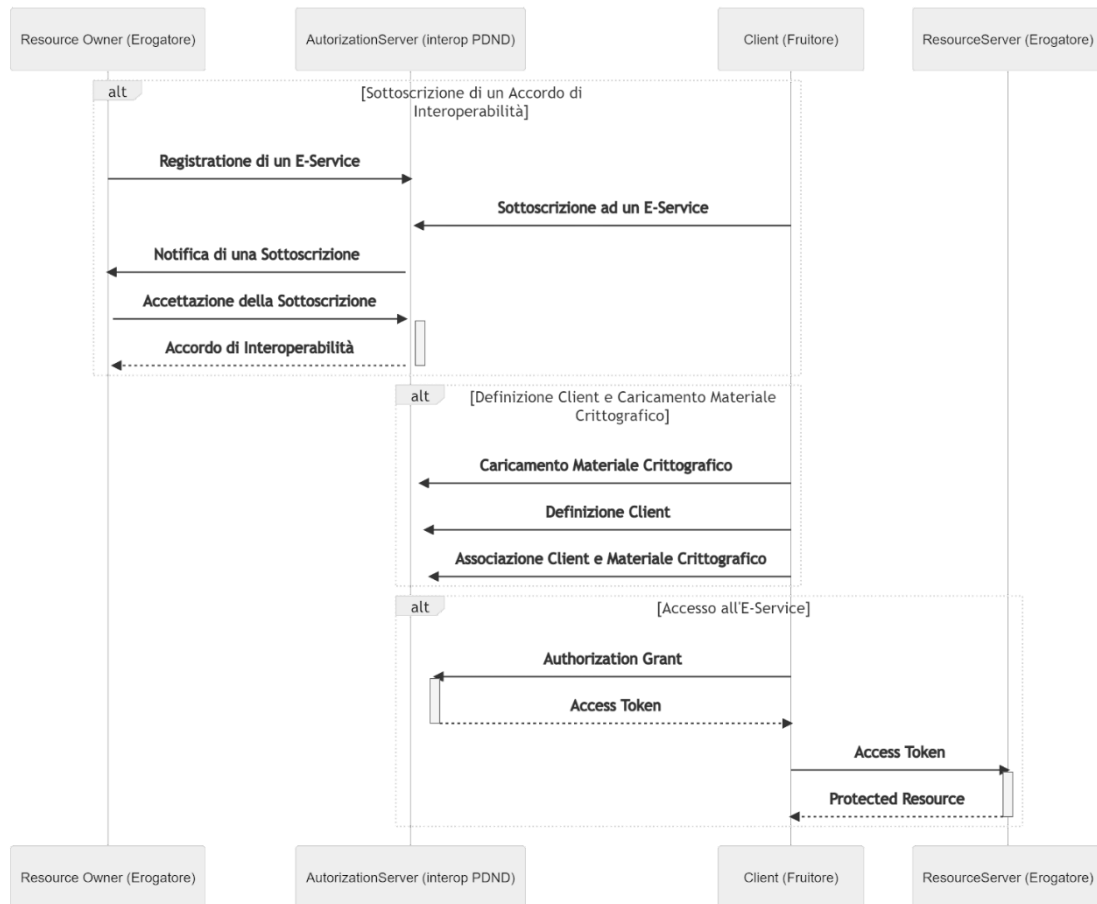 Resource Owner (Erogatore)
AutorizationServer (interop PDND)
Client (Fruitore)
ResourceServer (Erogatore)
alt
[Sottoscrizione di un Accordo di
Interoperabilità]
Registratione di un E-Service
Sottoscrizione ad un E-Service
Notifica di una Sottoscrizione
Accettazione della Sottoscrizione
Accordo di Interoperabilità
alt
[Definizione Client e Caricamento Materiale
Crittografico]
Caricamento Materiale Crittografico
Definizione Client
Associazione Client e Materiale Crittografico
alt
[Accesso all'E-Service]
Authorization Grant
Access Token
Access Token
Protected Resource
Resource Owner (Erogatore)
AutorizationServer (interop PDND)
Client (Fruitore)
ResourceServer (Erogatore)